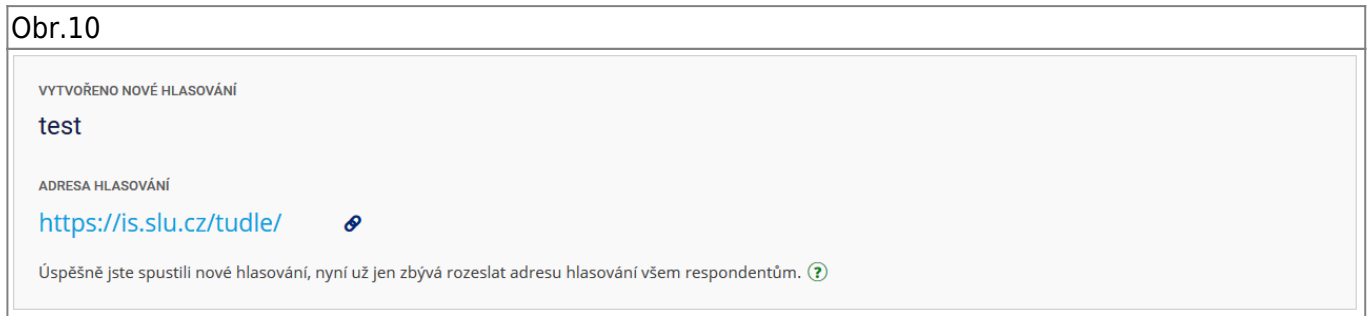 Obr.10
VYTVOŘENO NOVÉ HLASOVÁNÍ
test
ADRESA HLASOVÁNÍ
https://is.slu.cz/tudle/
Úspěšně jste spustili nové hlasování, nyní už jen zbývá rozeslat adresu hlasování všem respondentům. ?